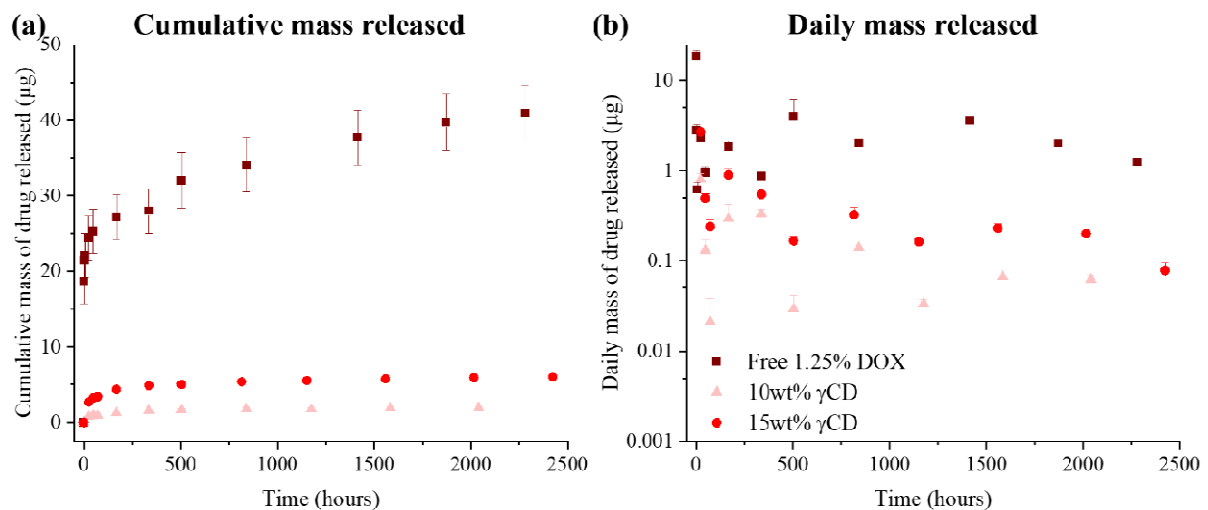 (a) Cumulative mass released
50
40
30
20
10
0
Cumulative mass of drug released (µg)
0 500 1000 1500 2000 2500
Time (hours)
(b) Daily mass released
10
1
0.1
0.01
0.001
Daily mass of drug released (µg)
Free 1.25% DOX
10wt% γCD
15wt% γCD
0 500 1000 1500 2000 2500
Time (hours)